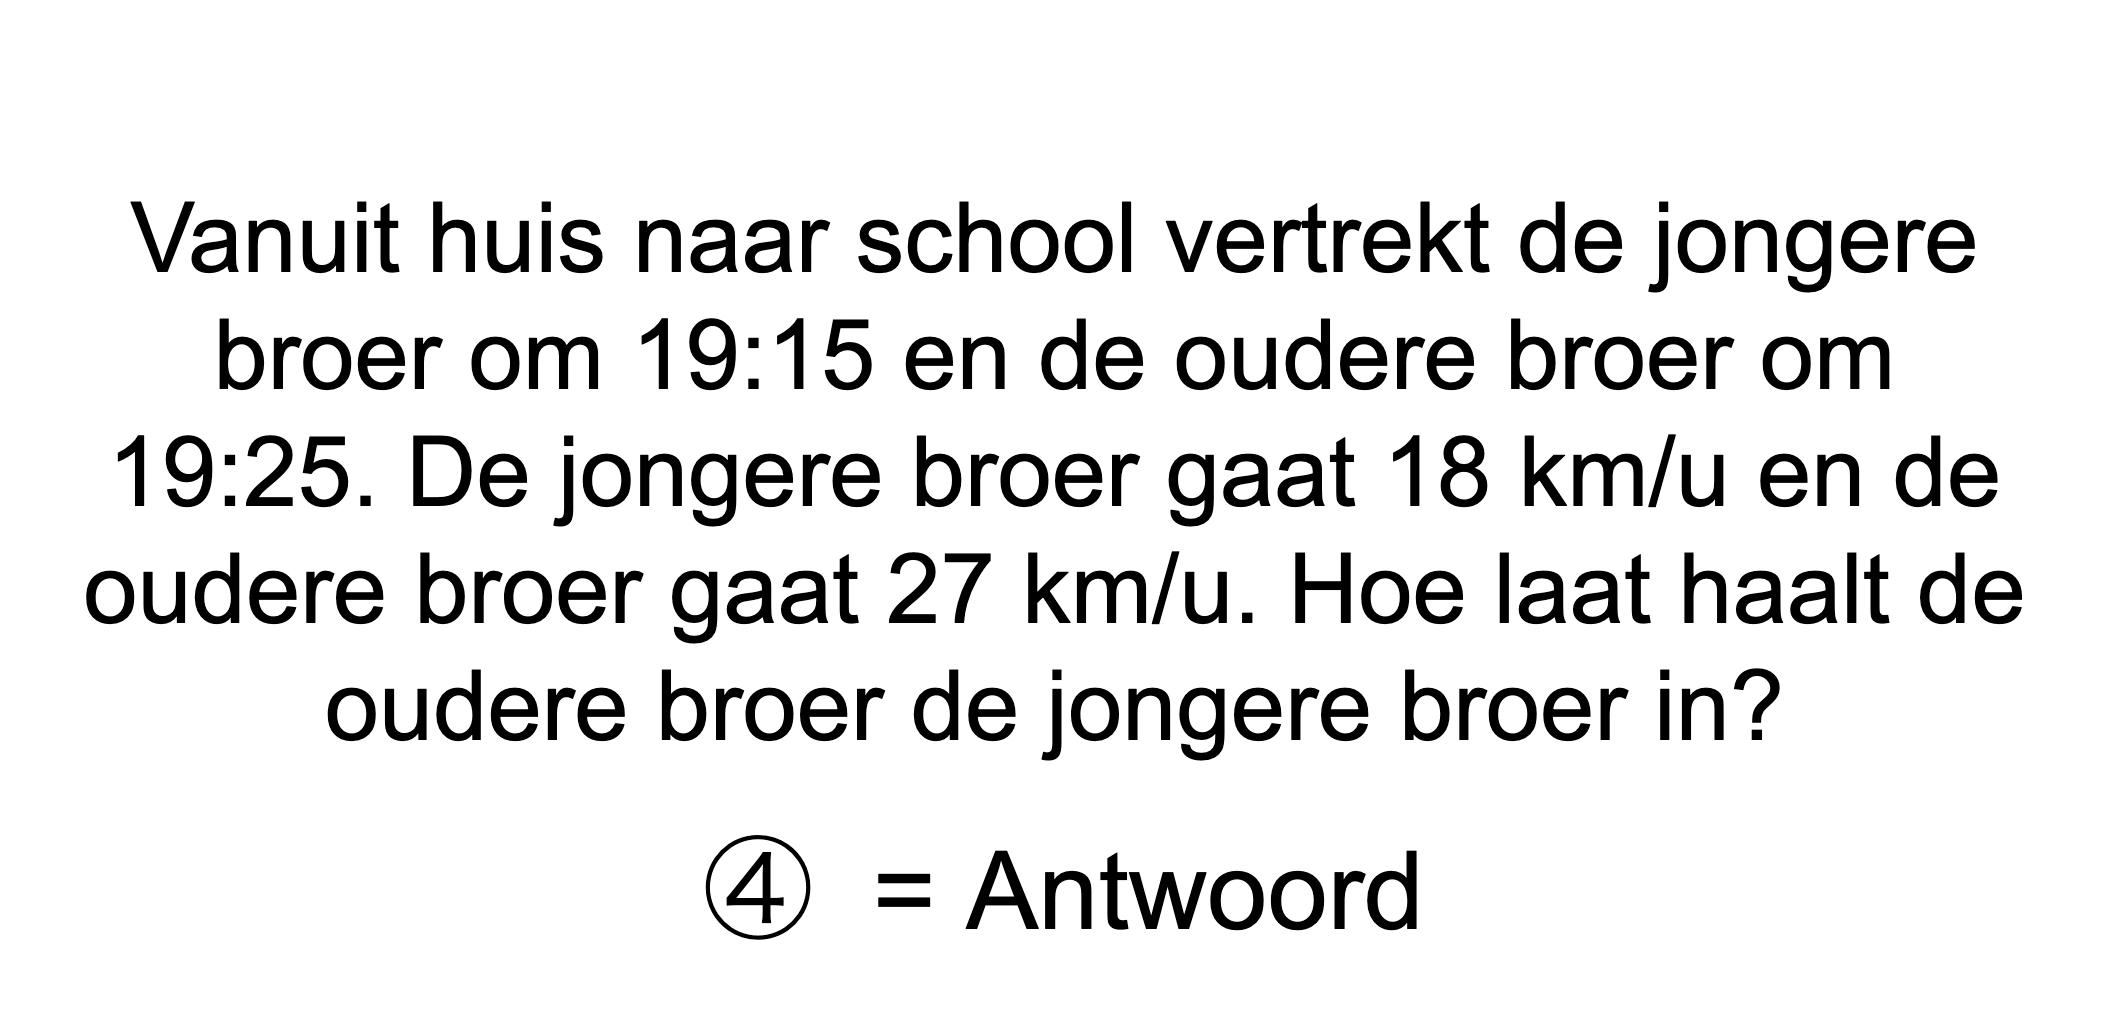 Vanuit huis naar school vertrekt de jongere
broer om 19:15 en de oudere broer om
19:25. De jongere broer gaat 18 km/u en de
oudere broer gaat 27 km/u. Hoe laat haalt de
oudere broer de jongere broer in?
④ = Antwoord